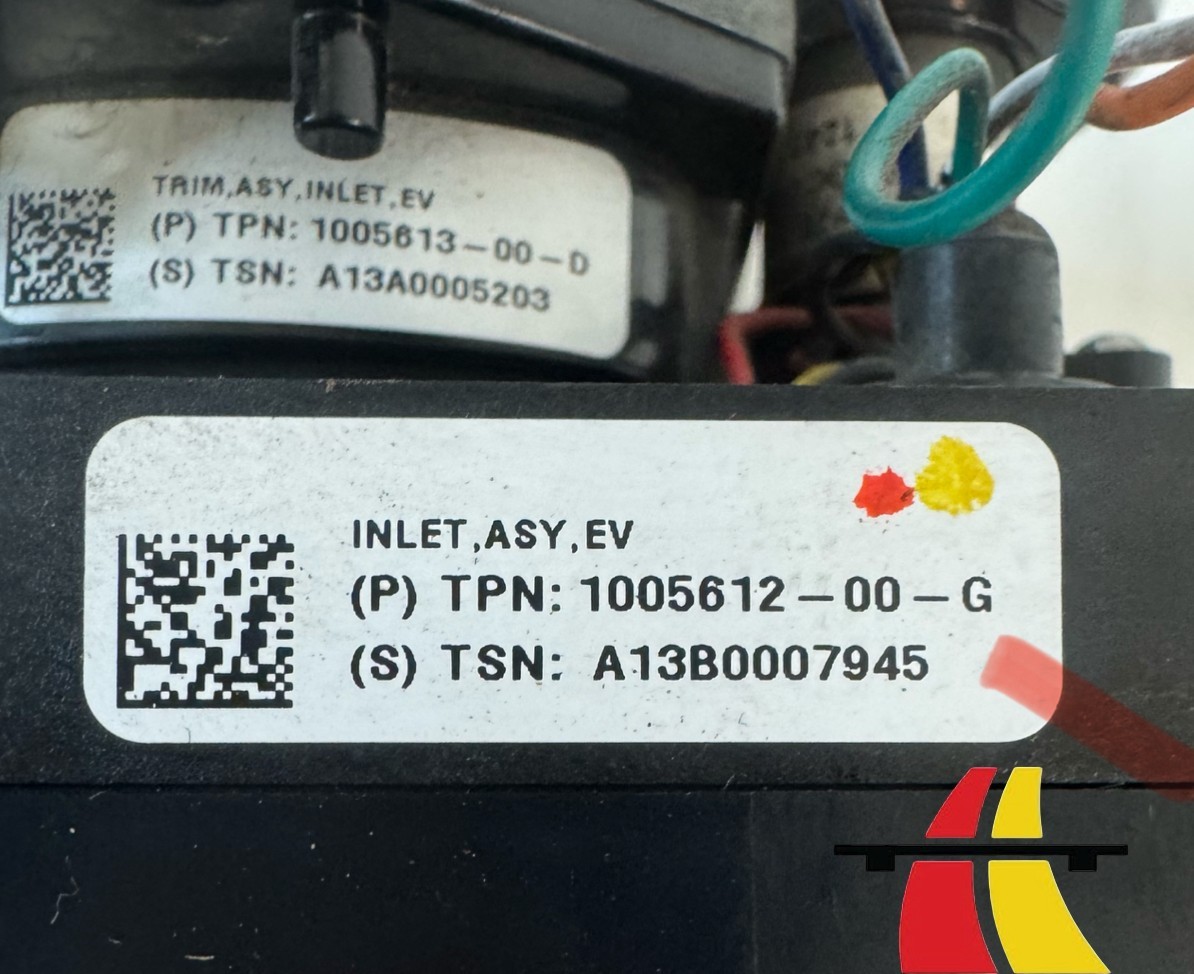 TRIM,ASY,INLET,EV
(P) TPN: 1005613-00-D
(S) TSN: A13A0005203
INLET,ASY,EV
(P) TPN: 1005612-00-G
(S) TSN: A13B0007945